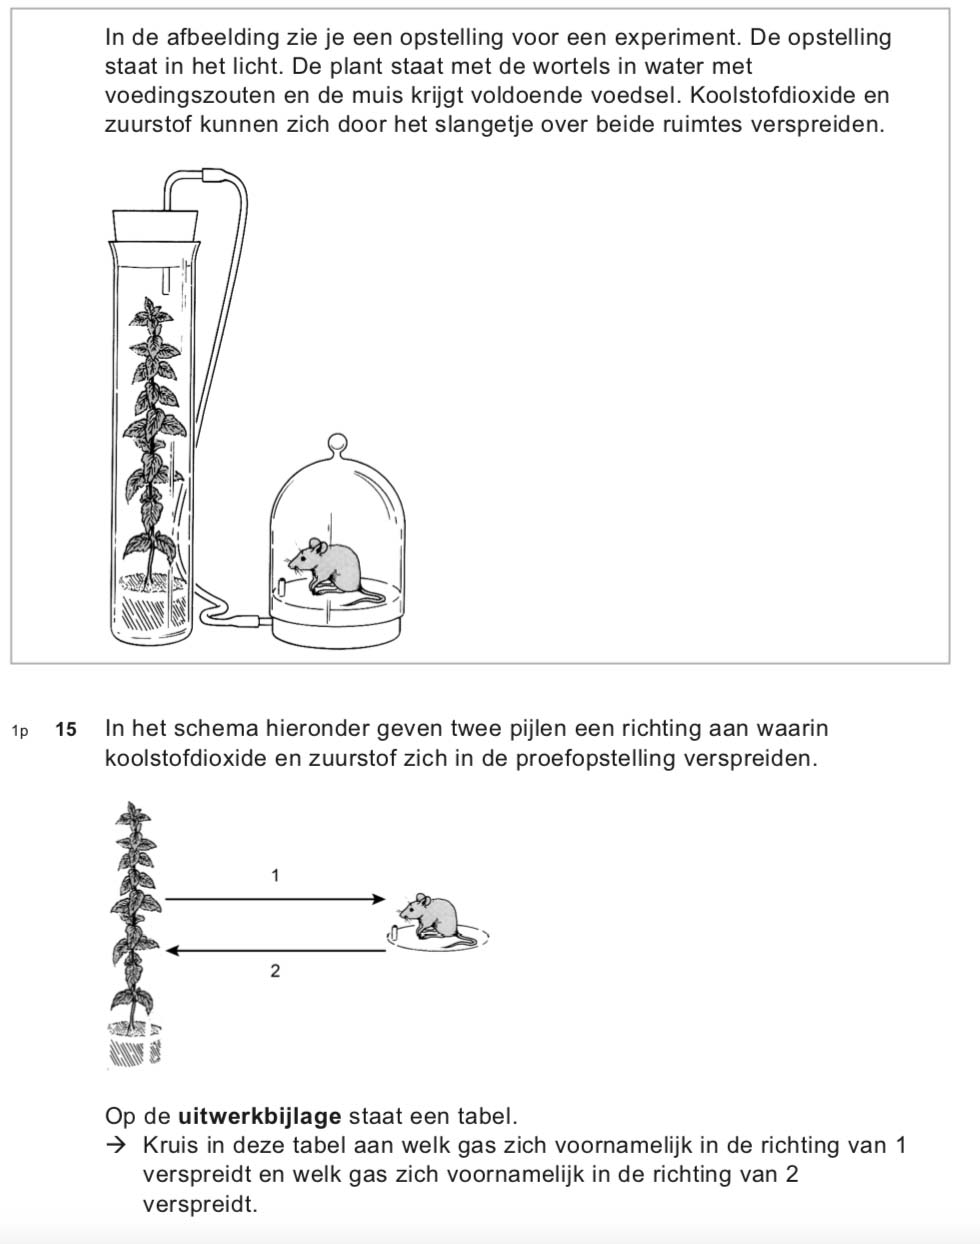 In de afbeelding zie je een opstelling voor een experiment. De opstelling
staat in het licht. De plant staat met de wortels in water met
voedingszouten en de muis krijgt voldoende voedsel. Koolstofdioxide en
zuurstof kunnen zich door het slangetje over beide ruimtes verspreiden.
1p 15 In het schema hieronder geven twee pijlen een richting aan waarin
koolstofdioxide en zuurstof zich in de proefopstelling verspreiden.
1
2
Op de uitwerkbijlage staat een tabel.
→ Kruis in deze tabel aan welk gas zich voornamelijk in de richting van 1
verspreidt en welk gas zich voornamelijk in de richting van 2
verspreidt.